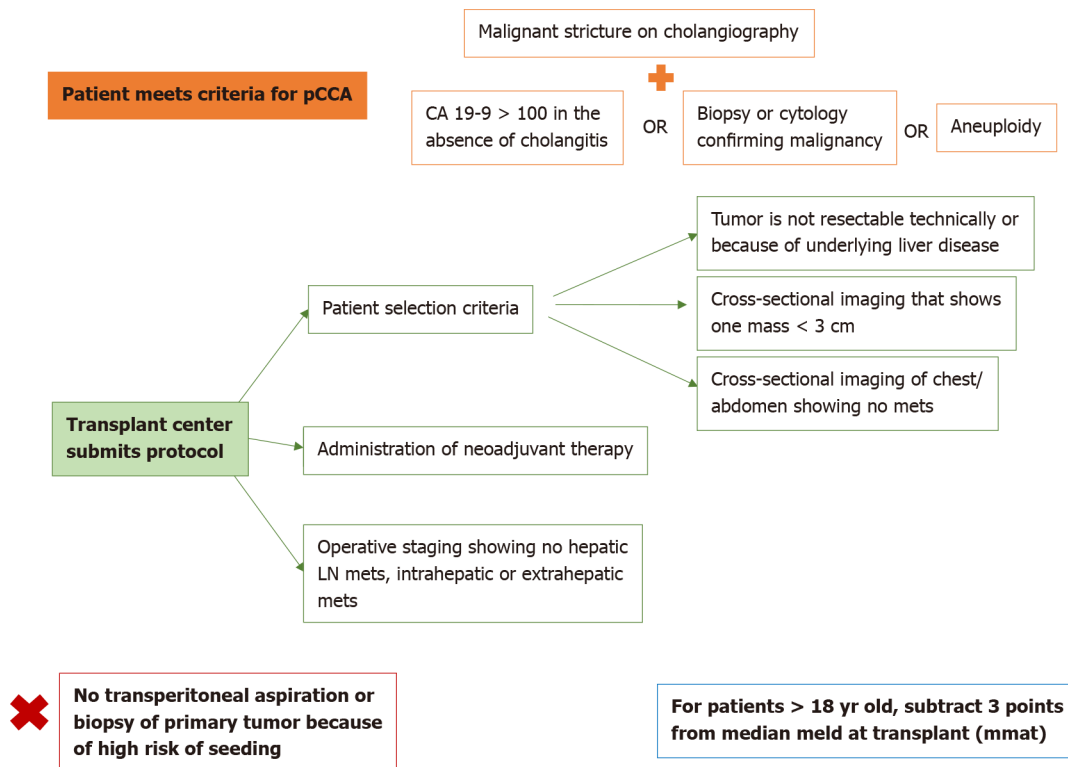 Malignant stricture on cholangiography
Patient meets criteria for pCCA
CA 19-9 > 100 in the
absence of cholangitis
OR
Biopsy or cytology
confirming malignancy
OR
Aneuploidy
Tumor is not resectable technically or
because of underlying liver disease
Patient selection criteria
Cross-sectional imaging that shows
one mass < 3 cm
Cross-sectional imaging of chest/
abdomen showing no mets
Transplant center
submits protocol
Administration of neoadjuvant therapy
Operative staging showing no hepatic
LN mets, intrahepatic or extrahepatic
mets
No transperitoneal aspiration or
biopsy of primary tumor because
of high risk of seeding
For patients > 18 yr old, subtract 3 points
from median meld at transplant (mmat)